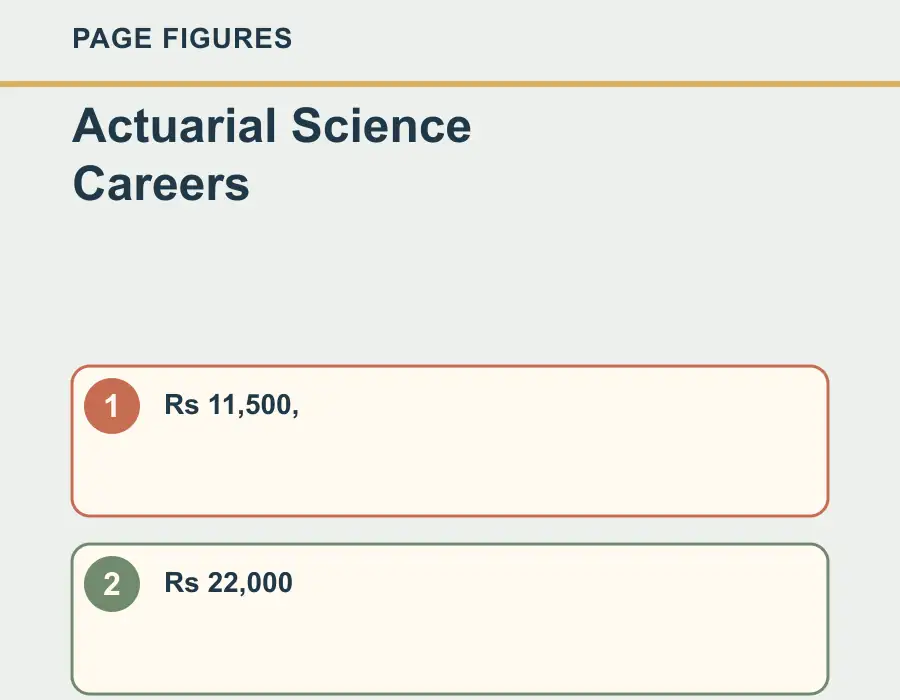 PAGE FIGURES
Actuarial Science
Careers
1
Rs 11,500,
2
Rs 22,000